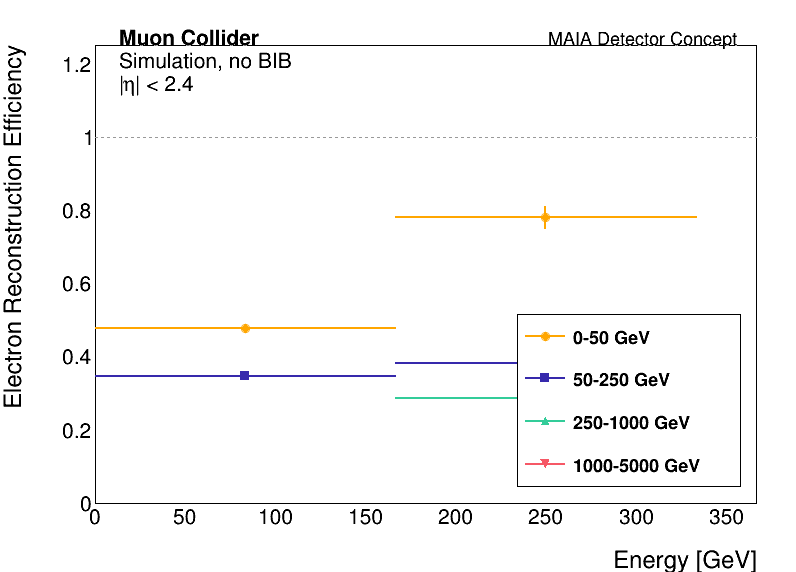 Muon Collider
MAIA Detector Concept
Simulation, no BIB
|η| < 2.4
Electron Reconstruction Efficiency
1.2
1
0.8
0.6
0.4
0.2
0
0 50 100 150 200 250 300 350
Energy [GeV]
0-50 GeV
50-250 GeV
250-1000 GeV
1000-5000 GeV